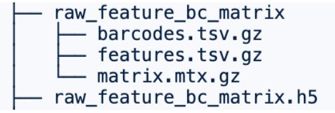 ├── raw_feature_bc_matrix
│   ├── barcodes.tsv.gz
│   ├── features.tsv.gz
│   └── matrix.mtx.gz
├── raw_feature_bc_matrix.h5